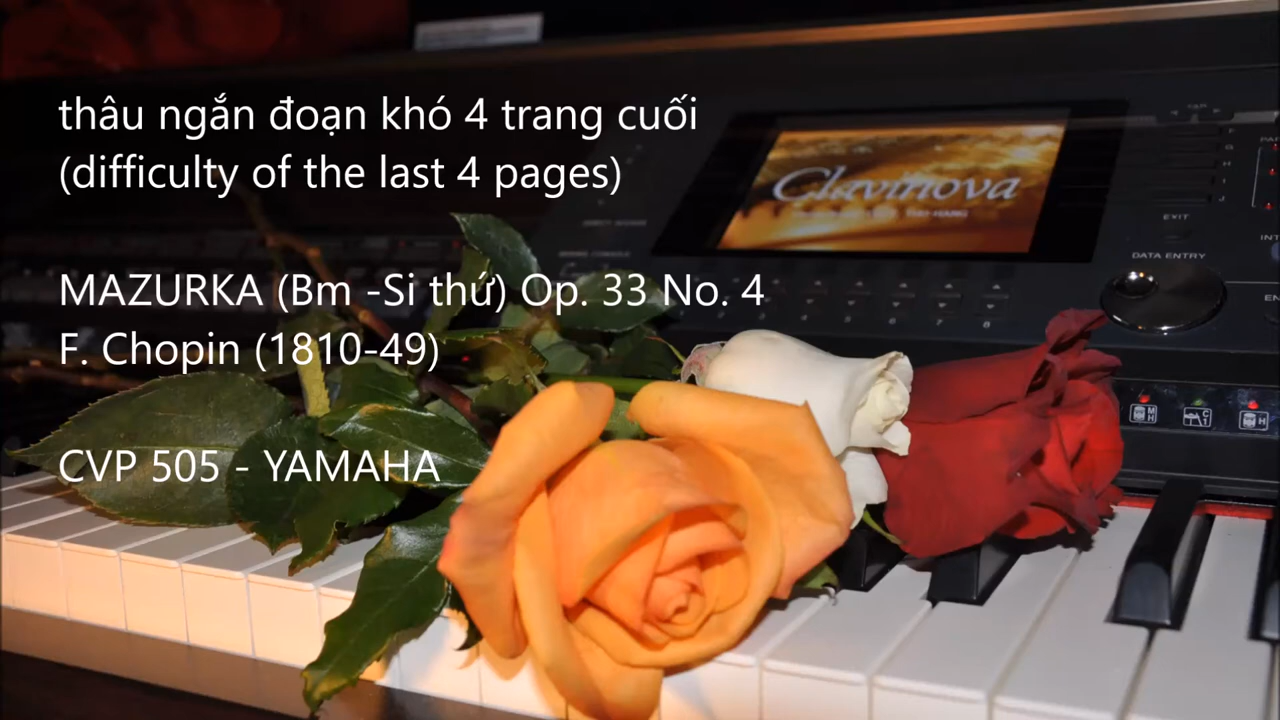 thâu ngắn đoạn khó 4 trang cuối
(difficulty of the last 4 pages)
MAZURKA (Bm -Si thứ) Op. 33 No. 4
F. Chopin (1810-49)
CVP 505 - YAMAHA
Clavinova
EXIT
DATA ENTRY